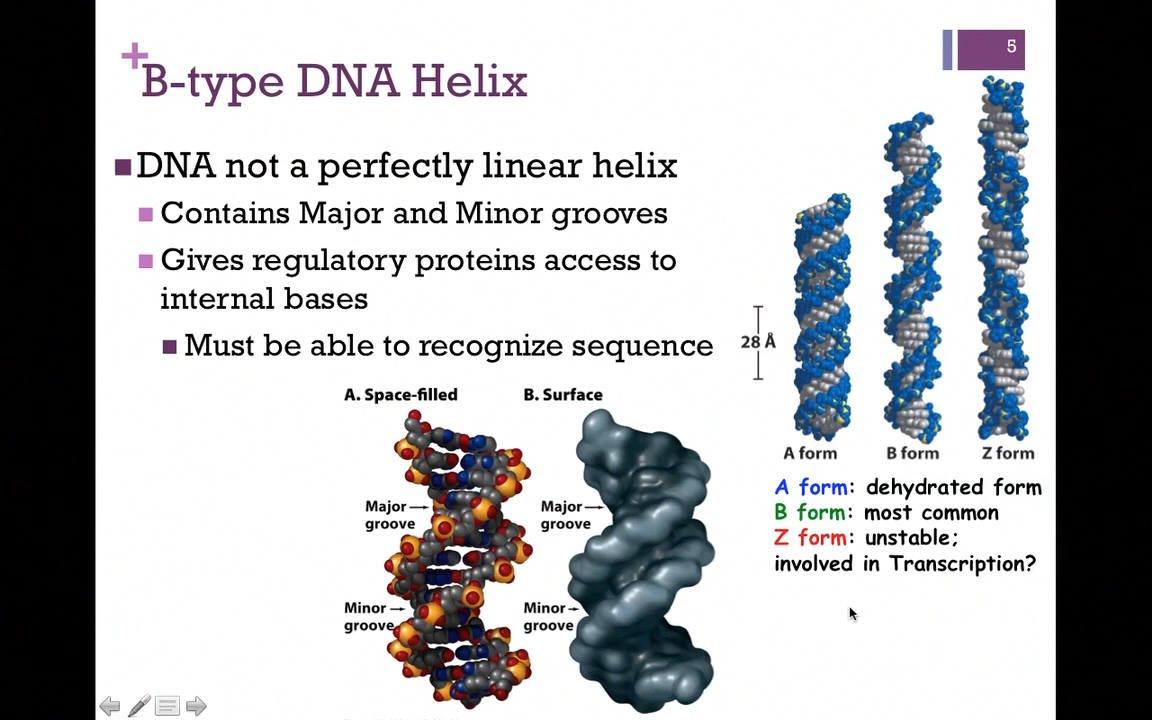 5
+
B-type DNA Helix
DNA not a perfectly linear helix
Contains Major and Minor grooves
Gives regulatory proteins access to
internal bases
Must be able to recognize sequence
28 Å
A form
B form
Z form
A form: dehydrated form
B form: most common
Z form: unstable;
involved in Transcription?
A. Space-filled
B. Surface
Major
groove
Major
groove
Minor
groove
Minor
groove